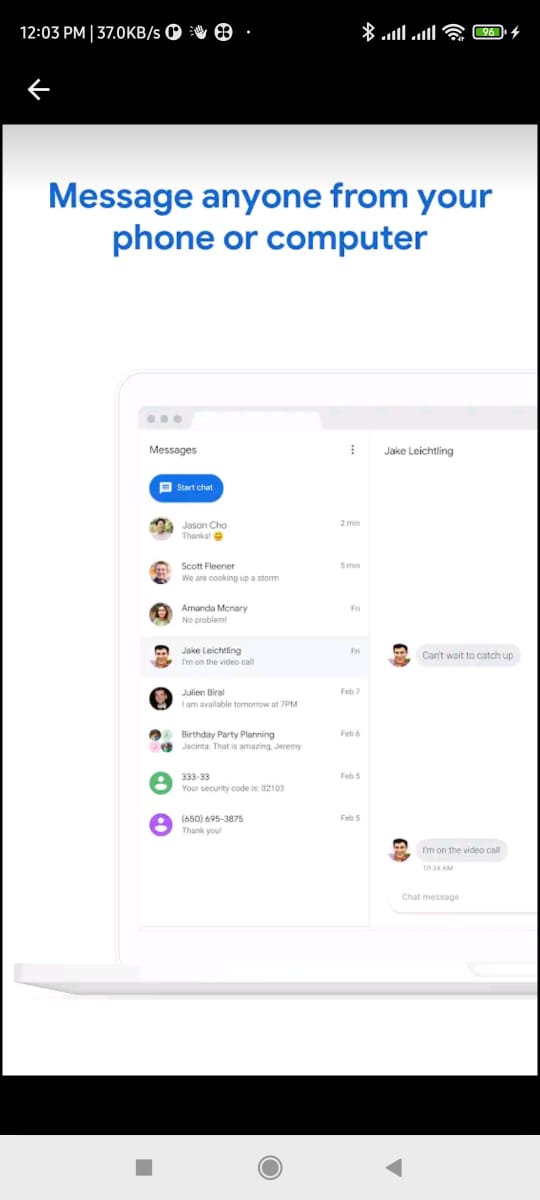 12:03 PM | 37.0KB/s
96
Message anyone from your
phone or computer
Messages
Start chat
Jason Cho
2 min
Thanks! 😊
Scott Fleener
5 min
We are cooking up a storm
Amanda Mcnary
Fri
No problem!
Jake Leichtling
Fri
I'm on the video call
Julien Biral
Feb 7
I am available tomorrow at 7PM
Birthday Party Planning
Feb 6
Jacinta: That is amazing, Jeremy
333-33
Feb 5
Your security code is: 02103
(650) 695-3875
Feb 5
Thank you!
Jake Leichtling
Can't wait to catch up
I'm on the video call
10:34 AM
Chat message